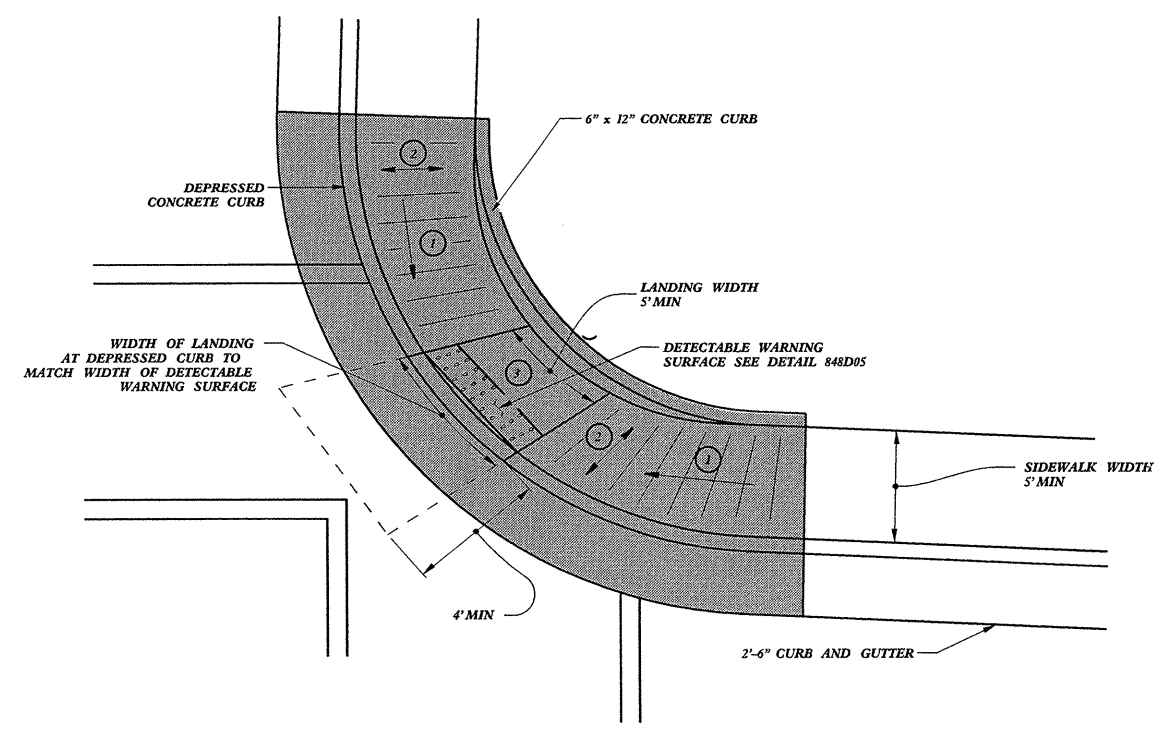 6" x 12" CONCRETE CURB
2
DEPRESSED
CONCRETE CURB
1
LANDING WIDTH
5' MIN
WIDTH OF LANDING
AT DEPRESSED CURB TO
MATCH WIDTH OF DETECTABLE
WARNING SURFACE
DETECTABLE WARNING
SURFACE SEE DETAIL 848D05
3
2
1
SIDEWALK WIDTH
5' MIN
4' MIN
2'-6" CURB AND GUTTER